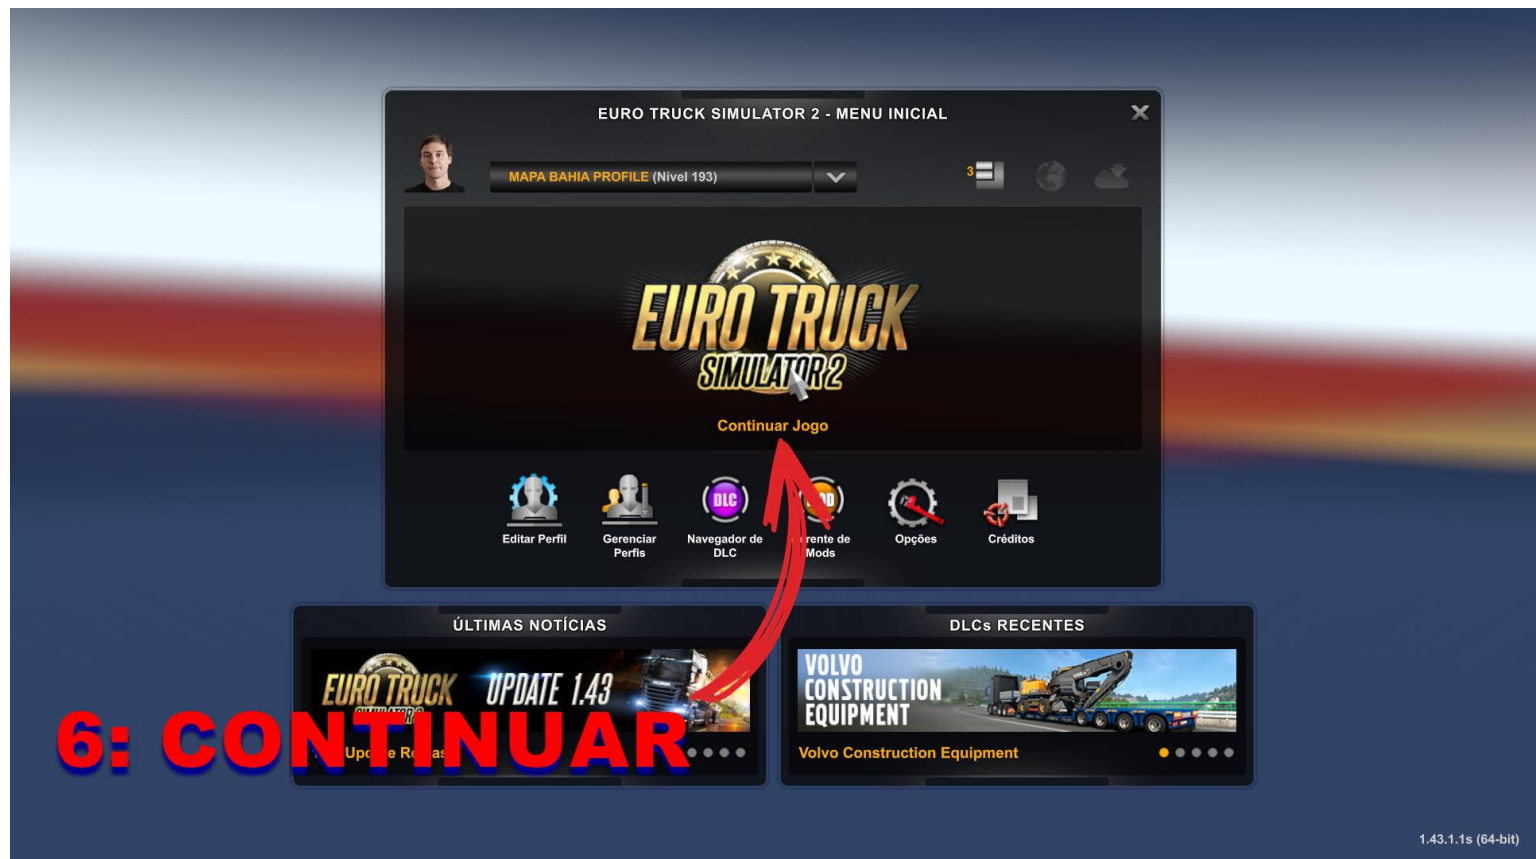 EURO TRUCK SIMULATOR 2 - MENU INICIAL
MAPA BAHIA PROFILE (Nível 193)
3
EURO TRUCK
SIMULATOR 2
Continuar Jogo
DLC
Editar Perfil
Gerenciar
Perfis
Navegador de
DLC
Mods
Opções
Créditos
ÚLTIMAS NOTÍCIAS
EURO TRUCK
UPDATE 1.43
DLCs RECENTES
VOLVO
CONSTRUCTION
EQUIPMENT
6: CONTINUAR
Volvo Construction Equipment
1.43.1.1s (64-bit)